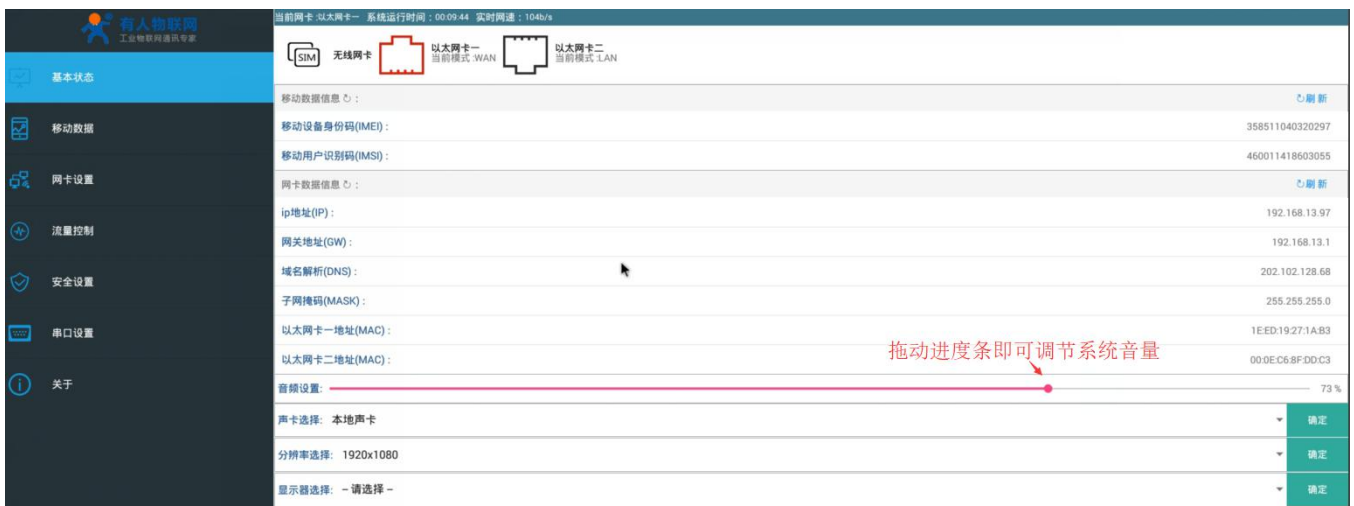 有人物联网
工业物联网通讯专家
基本状态
移动数据
网卡设置
流量控制
安全设置
串口设置
关于
当前网卡:以太网卡一 系统运行时间：00:09:44 实时网速：104b/s
SIM 无线网卡
以太网卡一
当前模式:WAN
以太网卡二
当前模式:LAN
移动数据信息： 刷 新
移动设备身份码(IMEI)： 358511040320297
移动用户识别码(IMSI)： 460011418603055
网卡数据信息： 刷 新
ip地址(IP)： 192.168.13.97
网关地址(GW)： 192.168.13.1
域名解析(DNS)： 202.102.128.68
子网掩码(MASK)： 255.255.255.0
以太网卡一地址(MAC)： 1E:ED:19:27:1A:B3
以太网卡二地址(MAC)： 00:0E:C6:8F:DD:C3
拖动进度条即可调节系统音量
音频设置: 73 %
声卡选择: 本地声卡 确定
分辨率选择: 1920x1080 确定
显示器选择: – 请选择 – 确定